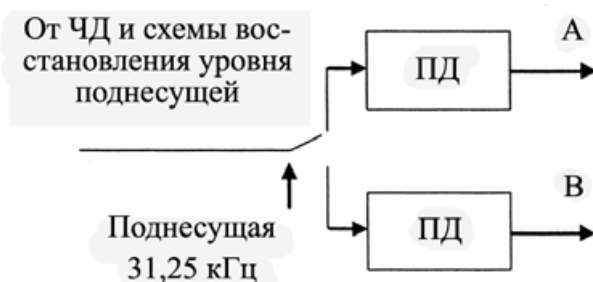 От ЧД и схемы вос-
становления уровня
поднесущей
ПД
A
ПД
B
Поднесущая
31,25 кГц